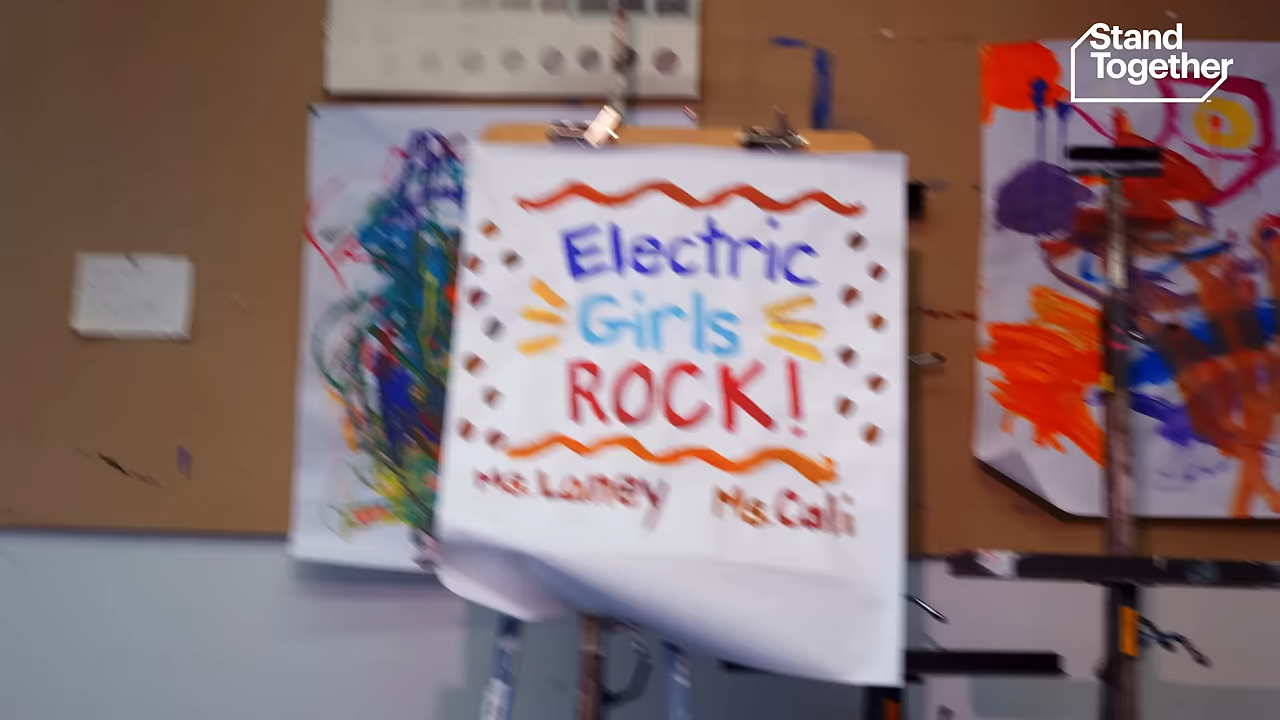 Stand
Together
Electric
Girls
ROCK!
Ms. Laney Ms. Cali